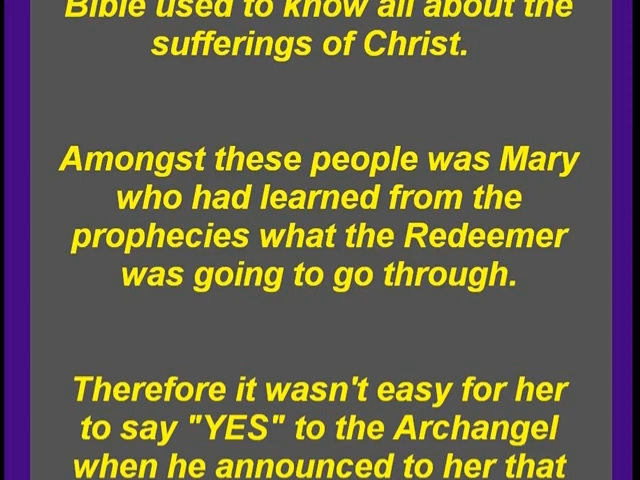 Bible used to know all about the
sufferings of Christ.
Amongst these people was Mary
who had learned from the
prophecies what the Redeemer
was going to go through.
Therefore it wasn't easy for her
to say "YES" to the Archangel
when he announced to her that